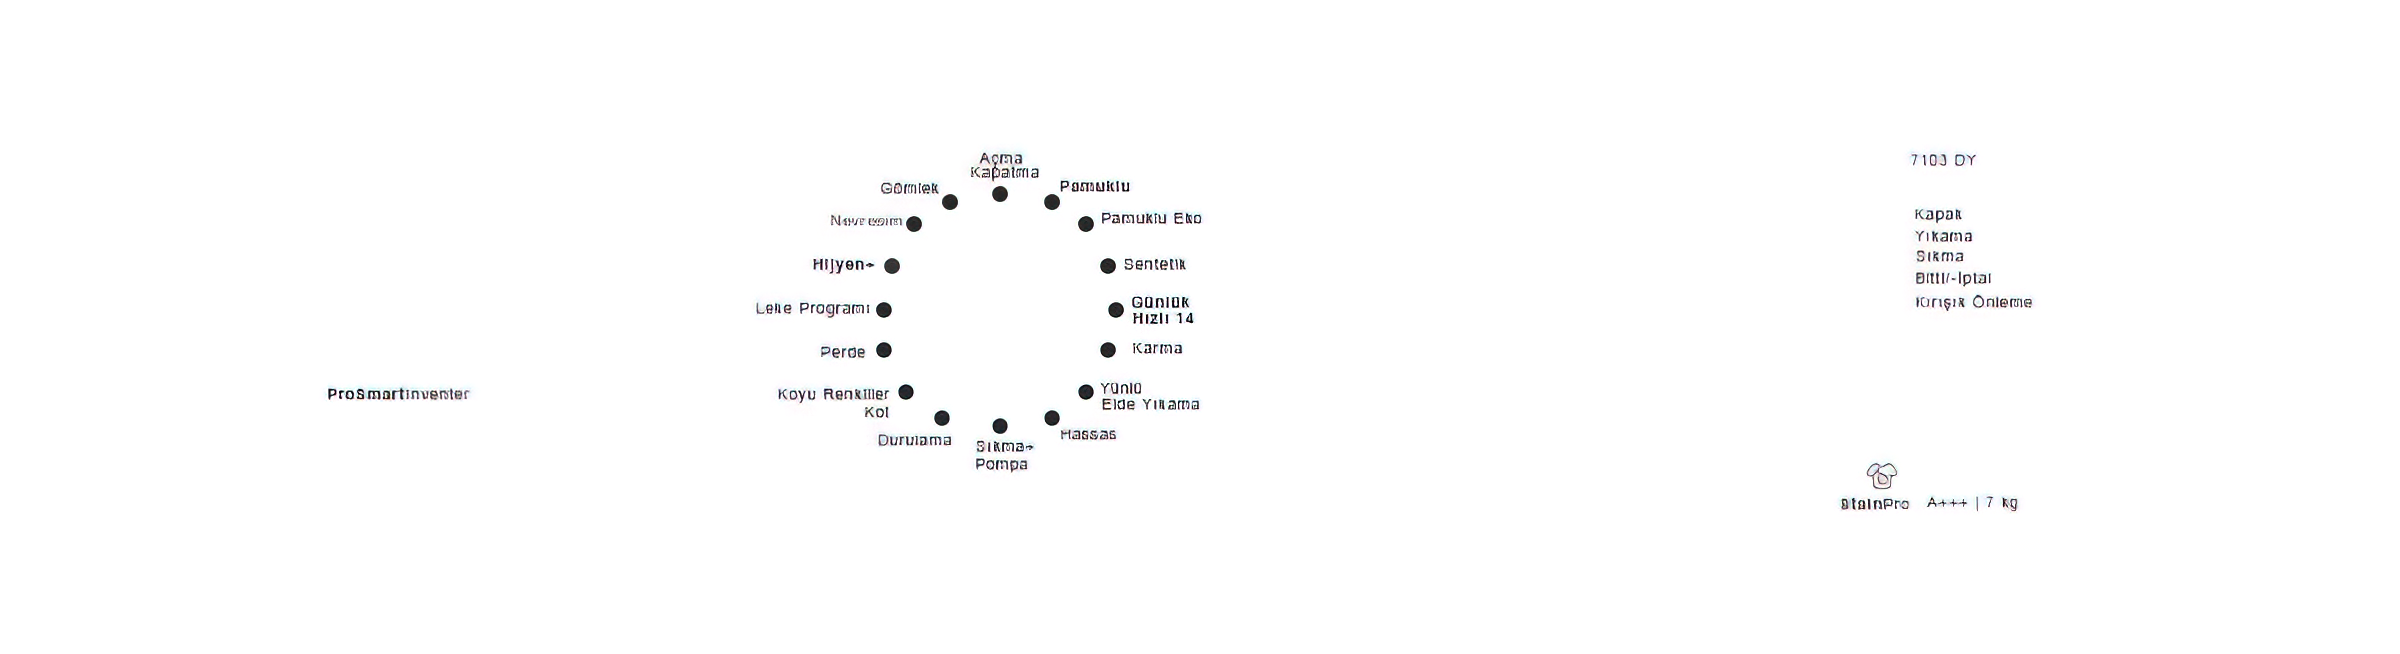 Açma
Kapatma
Gömlek
Pamuklu
Pamuklu Eko
Hijyen+
Sentetik
Leke Programı
Günlük
Hızlı 14
Perde
Karma
Koyu Renkliler
Kot
Yünlü
Elde Yıkama
Durulama
Hassas
Sıkma+
Pompa
ProSmartinverter
7103 DY
Kapak
Yıkama
Sıkma
Bitti/-İptal
Kırışık Önleme
StainPro
A+++ | 7 kg